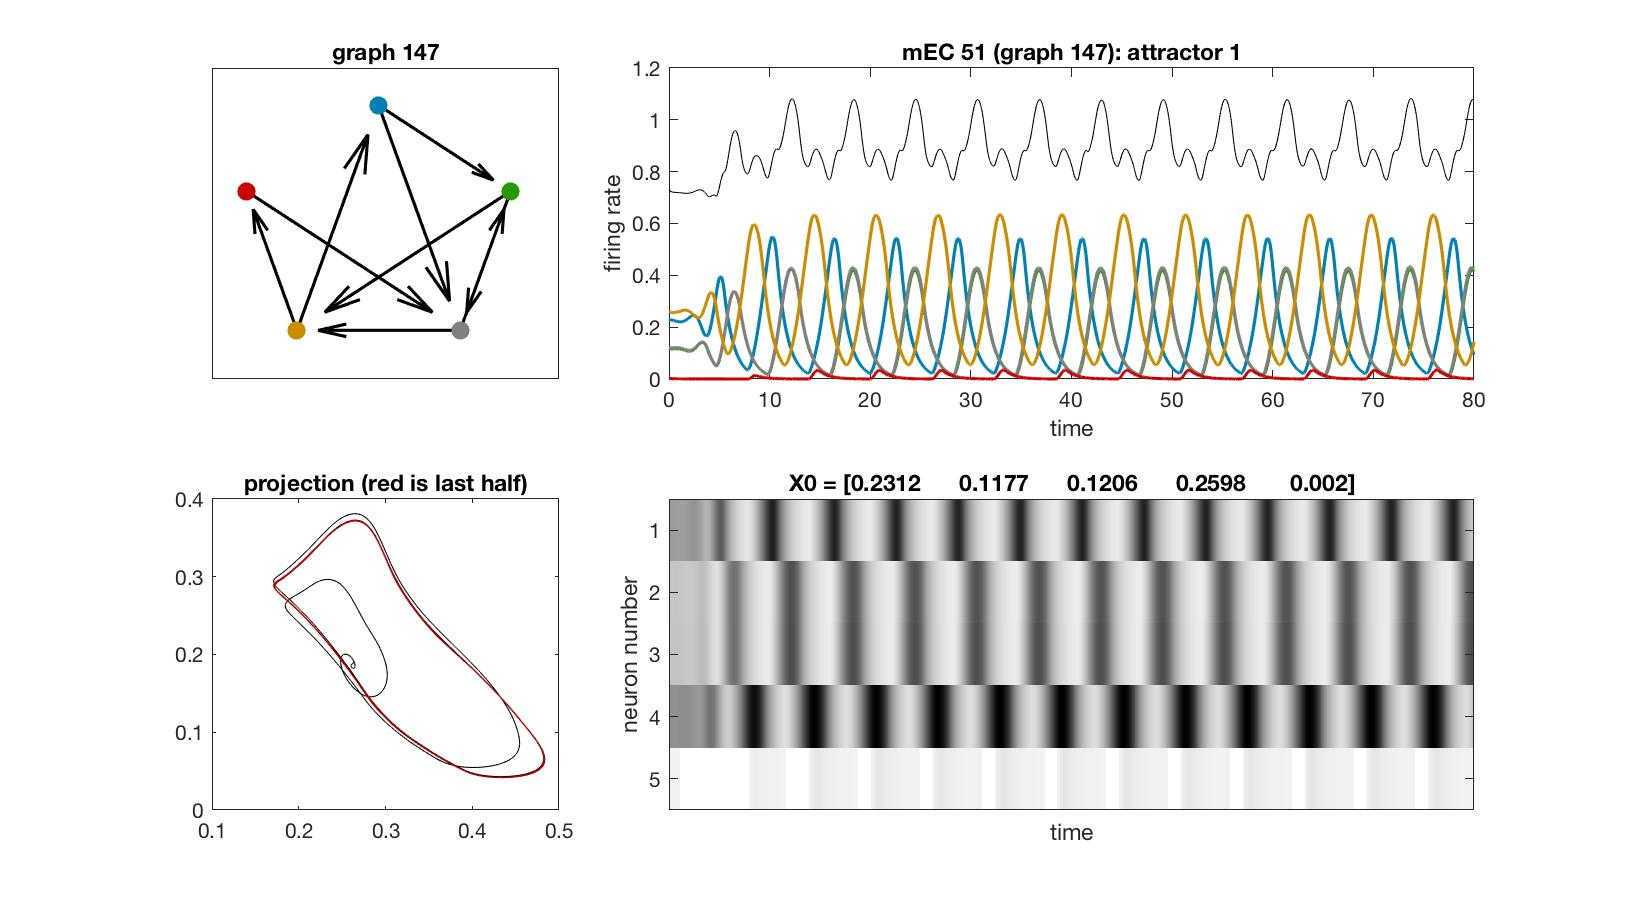 graph 147
mEC 51 (graph 147): attractor 1
1.2
1
0.8
0.6
0.4
0.2
0
firing rate
0 10 20 30 40 50 60 70 80
time
projection (red is last half)
0.4
0.3
0.2
0.1
0
0.1 0.2 0.3 0.4 0.5
X0 = [0.2312 0.1177 0.1206 0.2598 0.002]
1
2
3
4
5
neuron number
time